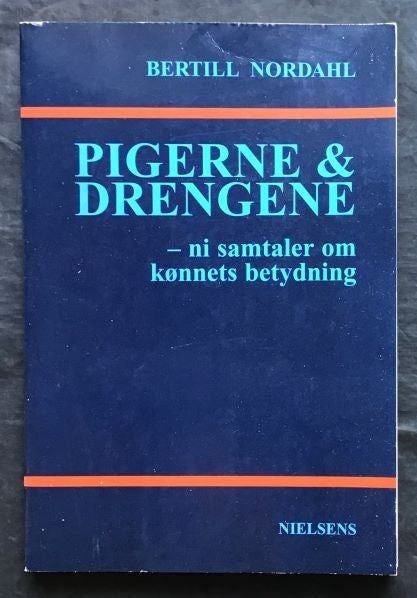 BERTILL NORDAHL
PIGERNE &
DRENGENE
– ni samtaler om
kønnets betydning
NIELSENS